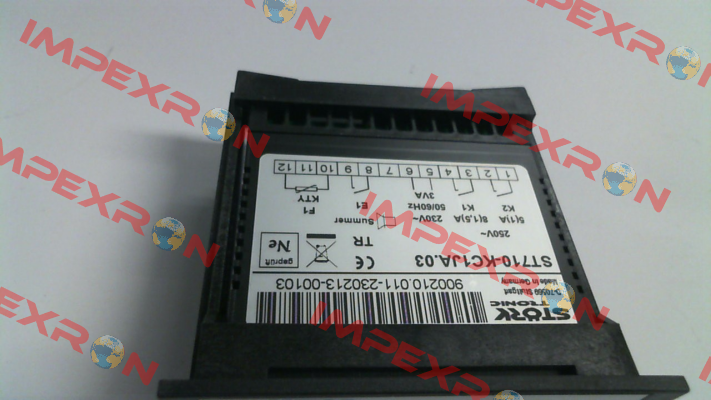 STÖRK
TRONIC
D-70569 Stuttgart
Made in Germany
900210.011-230213-00103
ST710-KC1JA.03
CE
TR
geprüft
Ne
250V~
5(1)A 8(1,5)A 230V~
50/60Hz
3VA
Summer
K2 K1 E1 F1
KTY
1 2 3 4 5 6 7 8 9 10 11 12
IMPEXRON
IMPEXRON
IMPEXRON
IMPEXRON
IMPEXRON
IMPEXRON
IMPEXRON
IMPEXRON
IMPEXRON